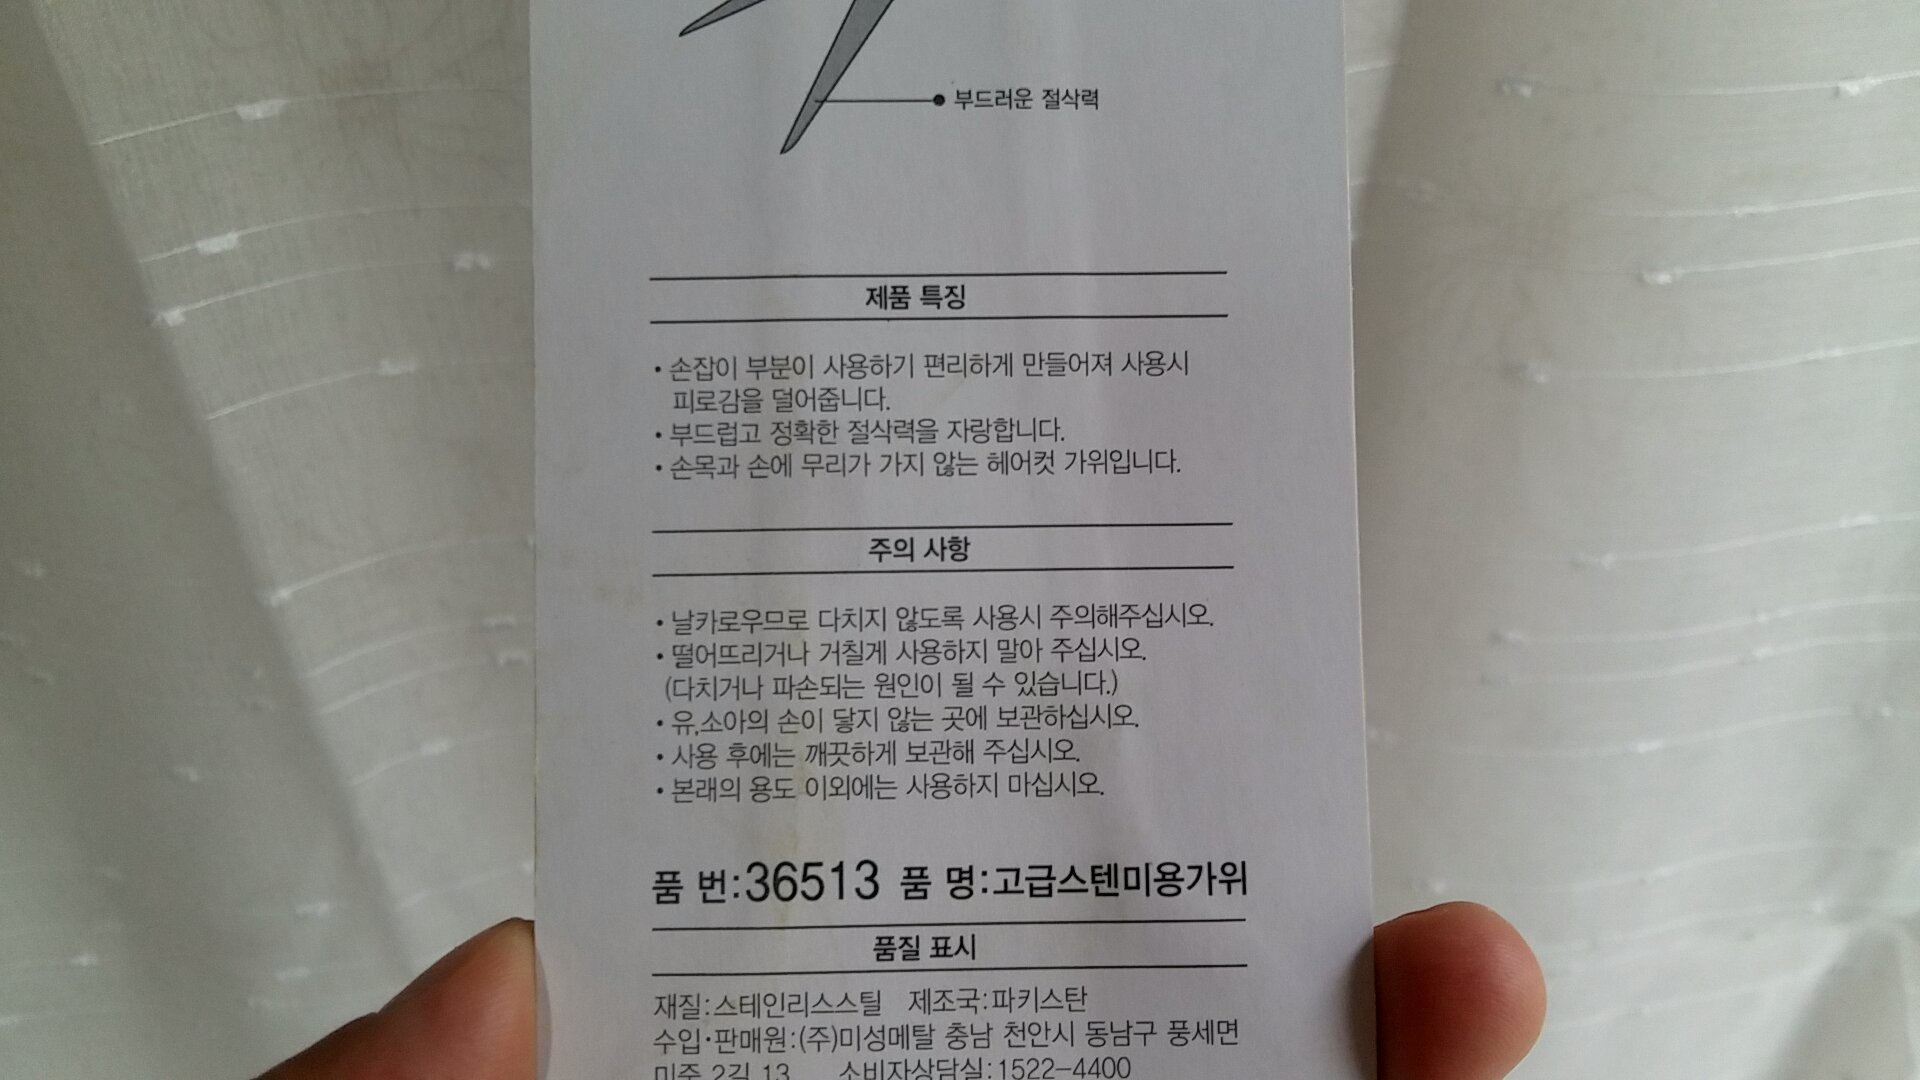 부드러운 절삭력
제품 특징
• 손잡이 부분이 사용하기 편리하게 만들어져 사용시
피로감을 덜어줍니다.
• 부드럽고 정확한 절삭력을 자랑합니다.
• 손목과 손에 무리가 가지 않는 헤어컷 가위입니다.
주의 사항
• 날카로우므로 다치지 않도록 사용시 주의해주십시오.
• 떨어뜨리거나 거칠게 사용하지 말아 주십시오.
(다치거나 파손되는 원인이 될 수 있습니다.)
• 유,소아의 손이 닿지 않는 곳에 보관하십시오.
• 사용 후에는 깨끗하게 보관해 주십시오.
• 본래의 용도 이외에는 사용하지 마십시오.
품 번:36513 품 명:고급스텐미용가위
품질 표시
재질:스테인리스스틸 제조국:파키스탄
수입·판매원:(주)미성메탈 충남 천안시 동남구 풍세면
미죽 2길 13 소비자상담실:1522-4400